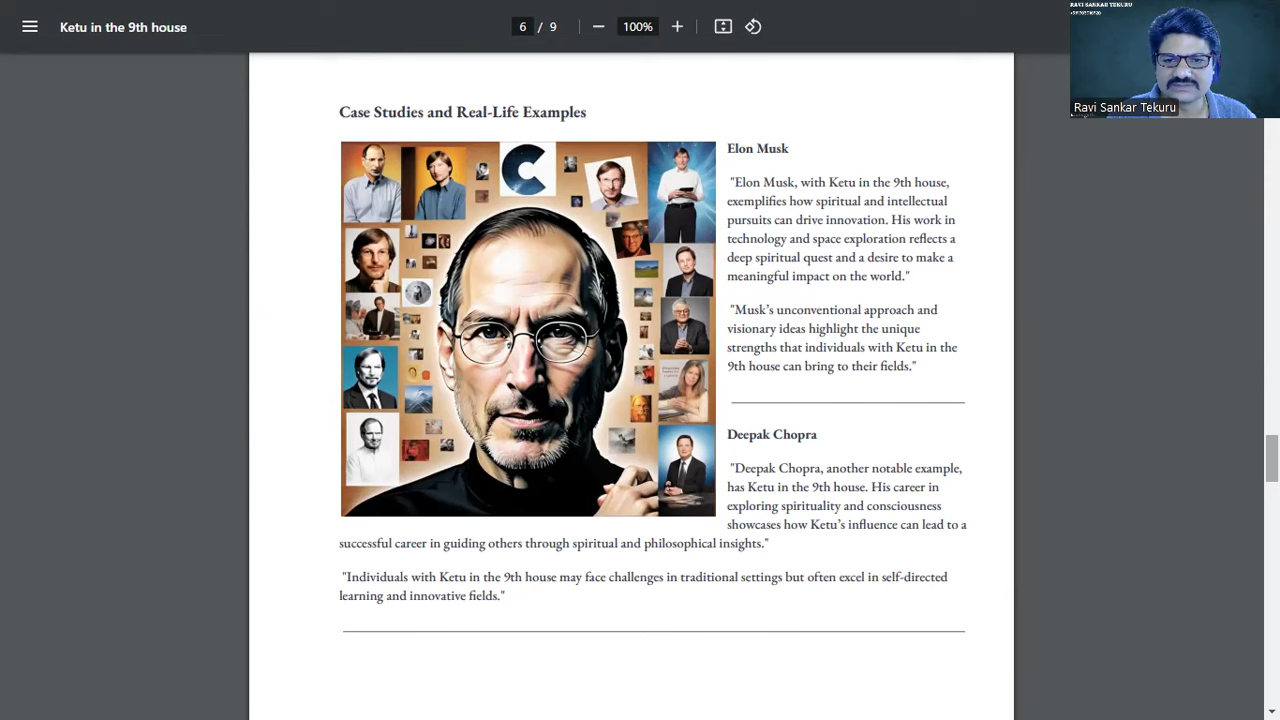 Ketu in the 9th house
6 / 9
100%
RAVI SANKAR TEKURU
Ravi Sankar Tekuru
Case Studies and Real-Life Examples
C
Elon Musk
"Elon Musk, with Ketu in the 9th house,
exemplifies how spiritual and intellectual
pursuits can drive innovation. His work in
technology and space exploration reflects a
deep spiritual quest and a desire to make a
meaningful impact on the world."
"Musk's unconventional approach and
visionary ideas highlight the unique
strengths that individuals with Ketu in the
9th house can bring to their fields."
Deepak Chopra
"Deepak Chopra, another notable example,
has Ketu in the 9th house. His career in
exploring spirituality and consciousness
showcases how Ketu's influence can lead to a
successful career in guiding others through spiritual and philosophical insights."
"Individuals with Ketu in the 9th house may face challenges in traditional settings but often excel in self-directed
learning and innovative fields."